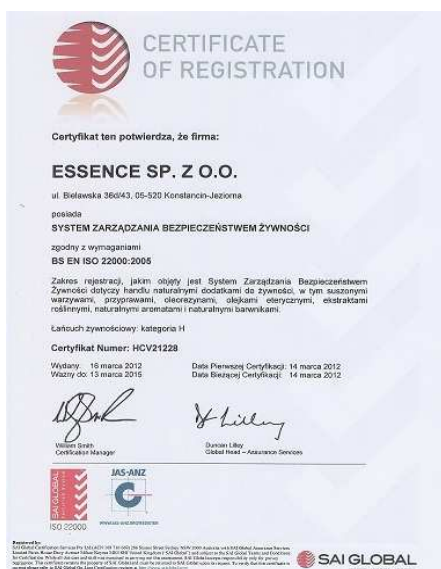 CERTIFICATE
OF REGISTRATION
Certyfikat ten potwierdza, że firma:
ESSENCE SP. Z O.O.
ul. Bielawska 36d/43, 05-520 Konstancin-Jeziorna
posiada
SYSTEM ZARZĄDZANIA BEZPIECZEŃSTWEM ŻYWNOŚCI
zgodny z wymaganiami
BS EN ISO 22000:2005
Zakres rejestracji, jakim objęty jest System Zarządzania Bezpieczeństwem
Żywności dotyczy handlu naturalnymi dodatkami do żywności, w tym suszonymi
warzywami, przyprawami, oleorezynami, olejkami eterycznymi, ekstraktami
roślinnymi, naturalnymi aromatami i naturalnymi barwnikami.
Łańcuch żywnościowy: kategoria H
Certyfikat Numer: HCV21228
Wydany: 16 marca 2012 Data Pierwszej Certyfikacji: 14 marca 2012
Ważny do: 13 marca 2015 Data Bieżącej Certyfikacji: 14 marca 2012
William Smith Duncan Lilley
Certification Manager Global Head – Assurance Services
SAI GLOBAL
JAS-ANZ
ISO 22000
Registered by:
SAI GLOBAL